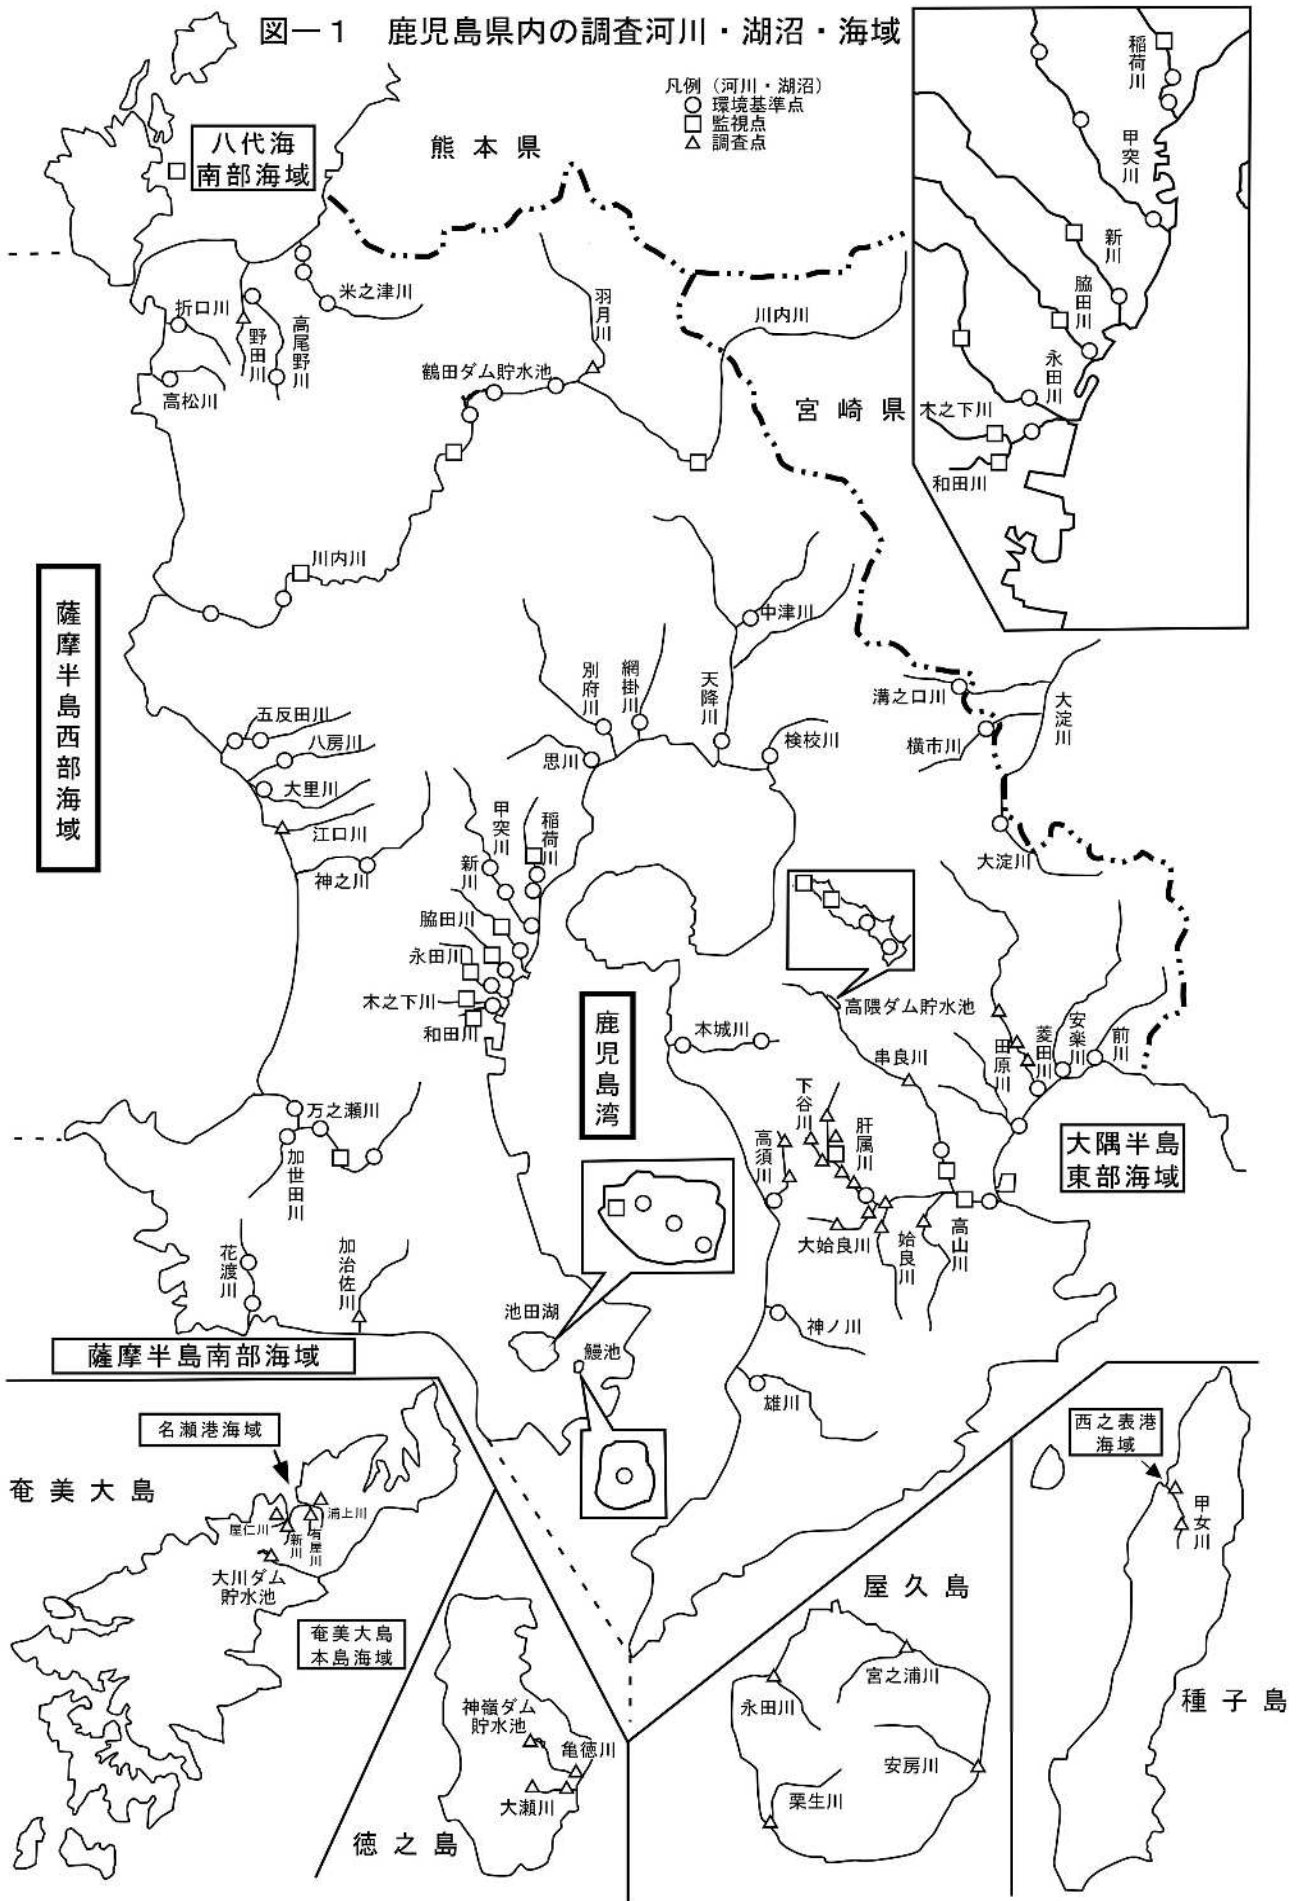 図－1 鹿児島県内の調査河川・湖沼・海域
凡例（河川・湖沼）
○ 環境基準点
□ 監視点
△ 調査点
八代海
南部海域
熊本県
宮崎県
稲荷川
甲突川
新川
脇田川
永田川
木之下川
和田川
米之津川
折口川
野田川
高尾野川
高松川
羽月川
川内川
鶴田ダム貯水池
川内川
薩摩半島西部海域
中津川
別府川
網掛川
天降川
溝之口川
大淀川
横市川
検校川
思川
五反田川
八房川
大里川
江口川
神之川
甲突川
稲荷川
新川
脇田川
永田川
木之下川
和田川
大淀川
高隈ダム貯水池
鹿児島湾
本城川
串良川
田原川
菱田川
安楽川
前川
下谷川
肝属川
高須川
大姶良川
姶良川
高山川
大隅半島
東部海域
万之瀬川
加世田川
花渡川
加治佐川
池田湖
鰻池
神ノ川
雄川
薩摩半島南部海域
名瀬港海域
奄美大島
屋仁川
新川
有屋川
浦上川
大川ダム
貯水池
奄美大島
本島海域
神嶺ダム
貯水池
亀徳川
大瀬川
徳之島
屋久島
宮之浦川
永田川
安房川
栗生川
西之表港
海域
甲女川
種子島